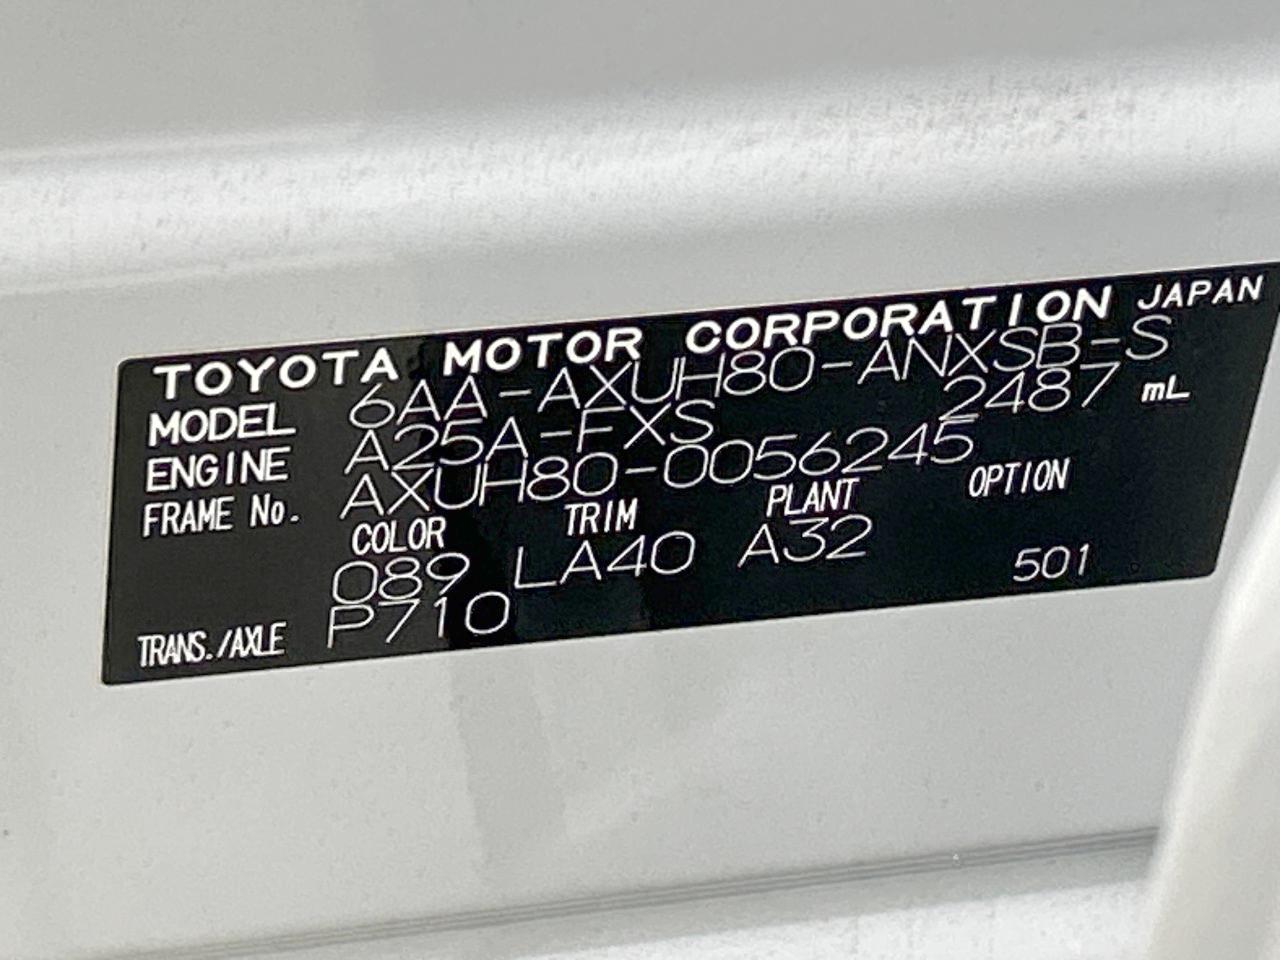 TOYOTA MOTOR CORPORATION JAPAN
MODEL 6AA-AXUH80-ANXSB-S
ENGINE A25A-FXS 2487 mL
FRAME No. AXUH80-0056245
COLOR TRIM PLANT OPTION
089 LA40 A32
TRANS./AXLE P710 501